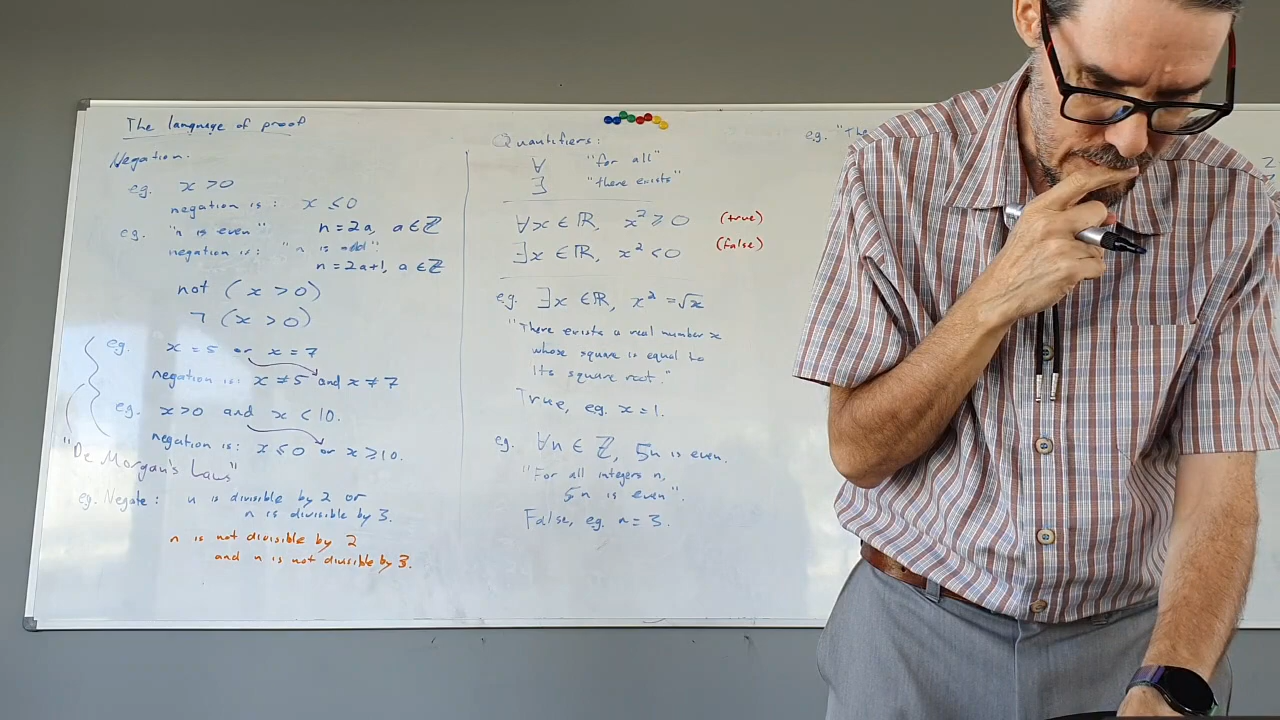 The language of proof
Negation.
eg. x > 0
negation is: x ≤ 0
eg. "n is even" n = 2a, a ∈ ℤ
negation is: "n is odd"
n = 2a+1, a ∈ ℤ
not (x > 0)
¬ (x > 0)
eg. x = 5 or x = 7
negation is: x ≠ 5 and x ≠ 7
eg. x > 0 and x < 10.
negation is: x ≤ 0 or x ≥ 10.
"De Morgan's Laws"
eg. Negate: n is divisible by 2 or
n is divisible by 3.
n is not divisible by 2
and n is not divisible by 3.
Quantifiers:
∀ "for all"
∃ "there exists"
∀x ∈ ℝ, x² ≥ 0 (true)
∃x ∈ ℝ, x² < 0 (false)
eg. ∃x ∈ ℝ, x² = √x
"There exists a real number x
whose square is equal to
its square root."
True, eg. x = 1.
eg. ∀n ∈ ℤ, 5n is even.
"For all integers n,
5n is even".
False, eg. n = 3.
e.g. "The
2